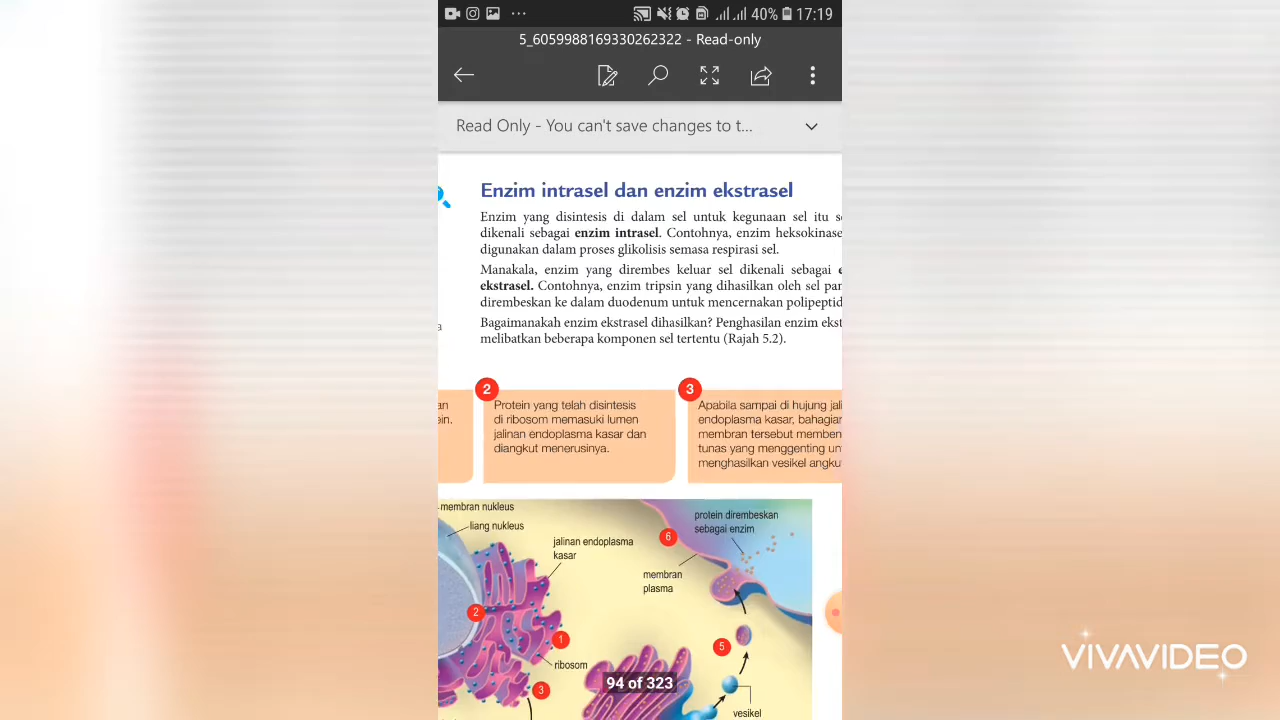 40% 17:19
5_6059988169330262322 - Read-only
Read Only - You can't save changes to t...
Enzim intrasel dan enzim ekstrasel
Enzim yang disintesis di dalam sel untuk kegunaan sel itu
dikenali sebagai enzim intrasel. Contohnya, enzim heksokinase
digunakan dalam proses glikolisis semasa respirasi sel.
Manakala, enzim yang dirembes keluar sel dikenali sebagai
ekstrasel. Contohnya, enzim tripsin yang dihasilkan oleh sel
dirembeskan ke dalam duodenum untuk mencernakan polipeptid
Bagaimanakah enzim ekstrasel dihasilkan? Penghasilan enzim
melibatkan beberapa komponen sel tertentu (Rajah 5.2).
2
Protein yang telah disintesis
di ribosom memasuki lumen
jalinan endoplasma kasar dan
diangkut menerusinya.
3
Apabila sampai di hujung
endoplasma kasar, bahagian
membran tersebut
tunas yang menggenting
menghasilkan vesikel
membran nukleus
liang nukleus
jalinan endoplasma
kasar
protein dirembeskan
sebagai enzim
6
membran
plasma
2
1
ribosom
5
3
94 of 323
vesikel
VIVAVIDEO